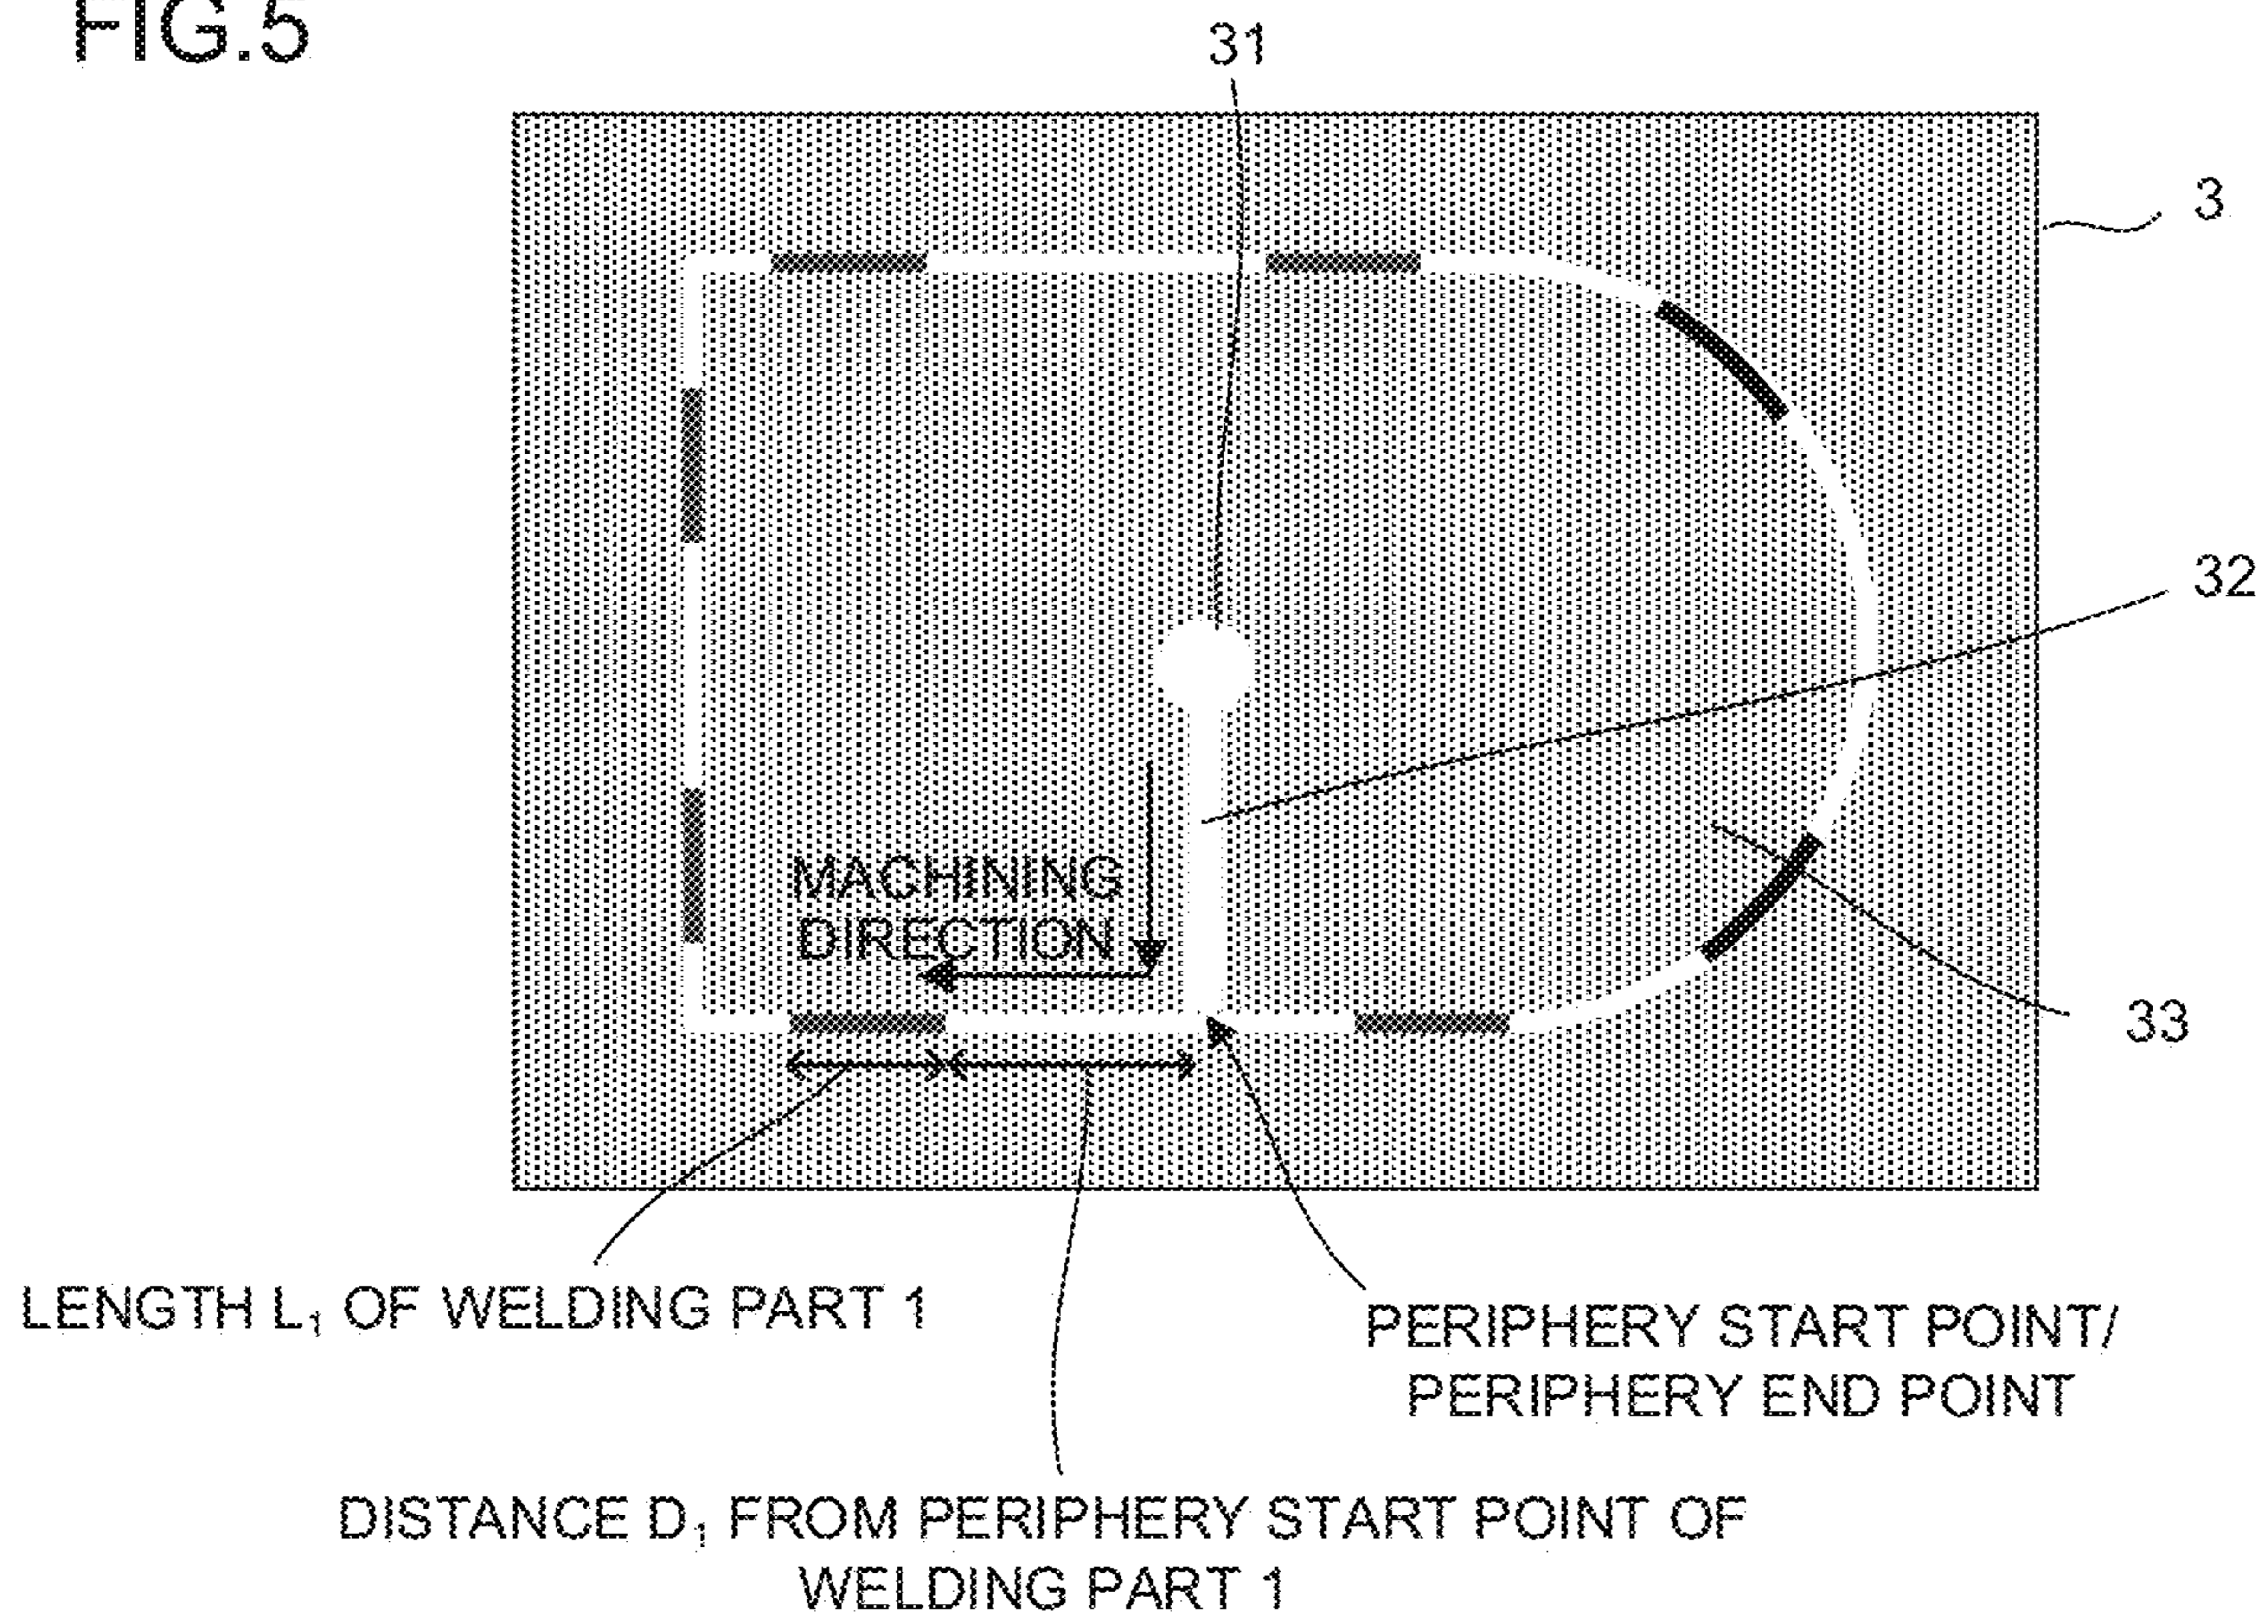 FIG.5
31
3
32
MACHINING
DIRECTION
33
LENGTH L₁ OF WELDING PART 1
PERIPHERY START POINT/
PERIPHERY END POINT
DISTANCE D₁ FROM PERIPHERY START POINT OF
WELDING PART 1